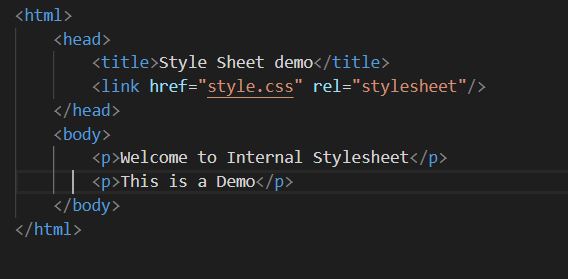 <html>
<head>
<title>Style Sheet demo</title>
<link href="style.css" rel="stylesheet"/>
</head>
<body>
<p>Welcome to Internal Stylesheet</p>
<p>This is a Demo</p>
</body>
</html>